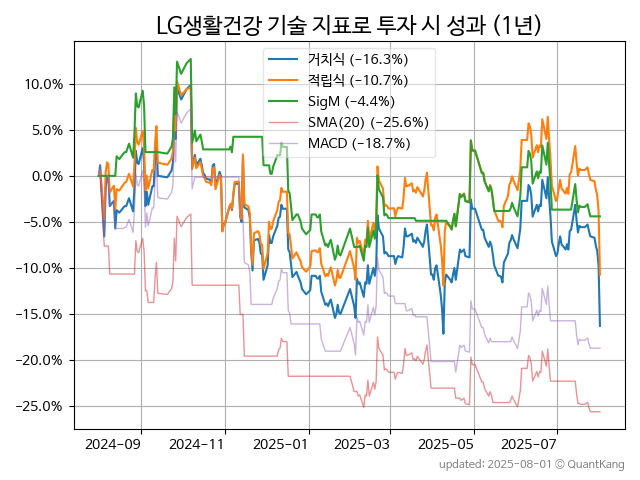 LG생활건강 기술 지표로 투자 시 성과 (1년)
거치식 (−16.3%)
적립식 (−10.7%)
SigM (−4.4%)
SMA(20) (−25.6%)
MACD (−18.7%)
10.0%
5.0%
0.0%
−5.0%
−10.0%
−15.0%
−20.0%
−25.0%
2024-09 2024-11 2025-01 2025-03 2025-05 2025-07
updated: 2025-08-01 © QuantKang